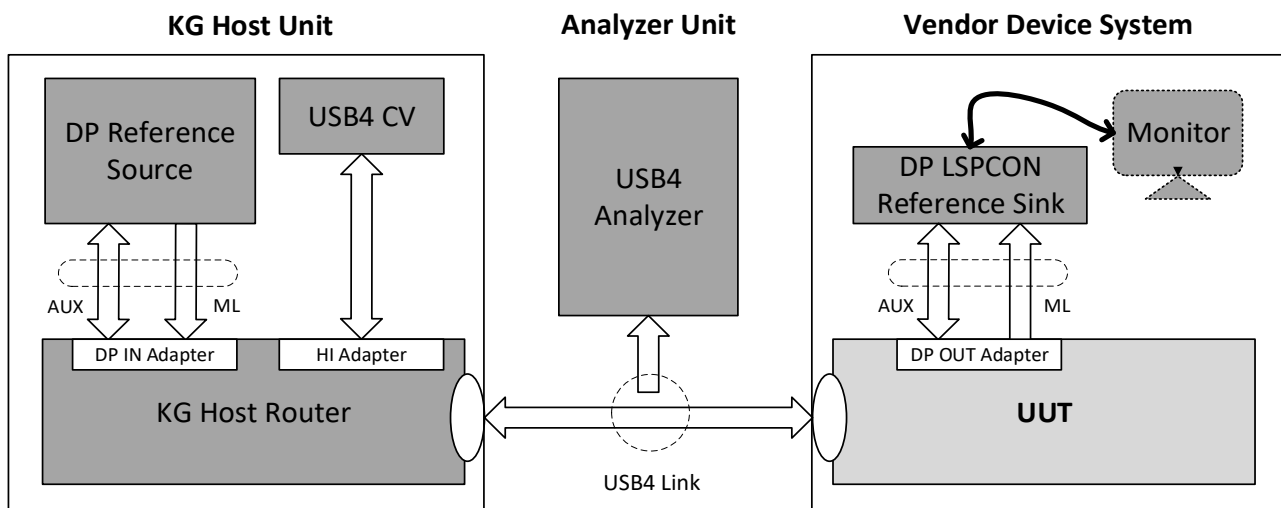 KG Host Unit
Analyzer Unit
Vendor Device System
DP Reference
Source
USB4 CV
USB4
Analyzer
DP LSPCON
Reference Sink
Monitor
AUX
ML
AUX
ML
DP IN Adapter
HI Adapter
DP OUT Adapter
KG Host Router
UUT
USB4 Link